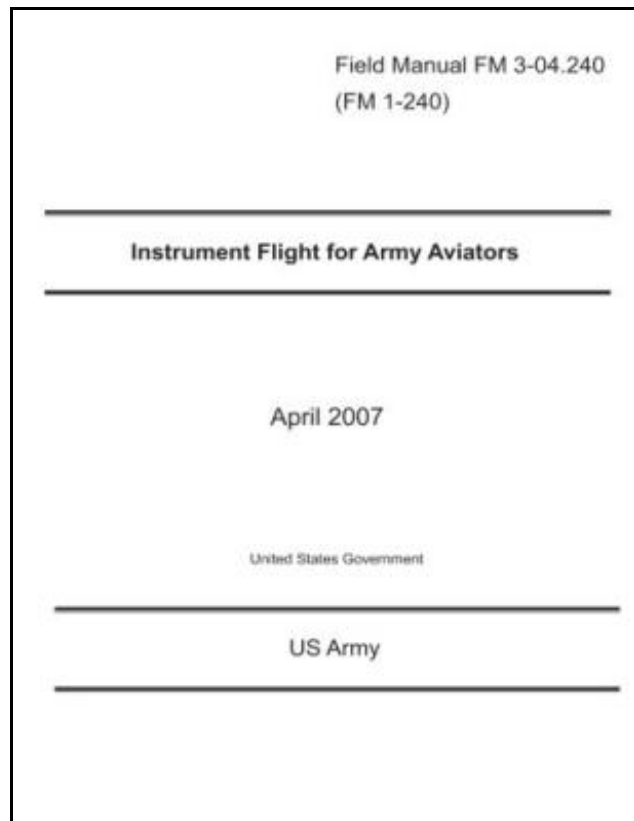 Field Manual FM 3-04.240
(FM 1-240)
Instrument Flight for Army Aviators
April 2007
United States Government
US Army